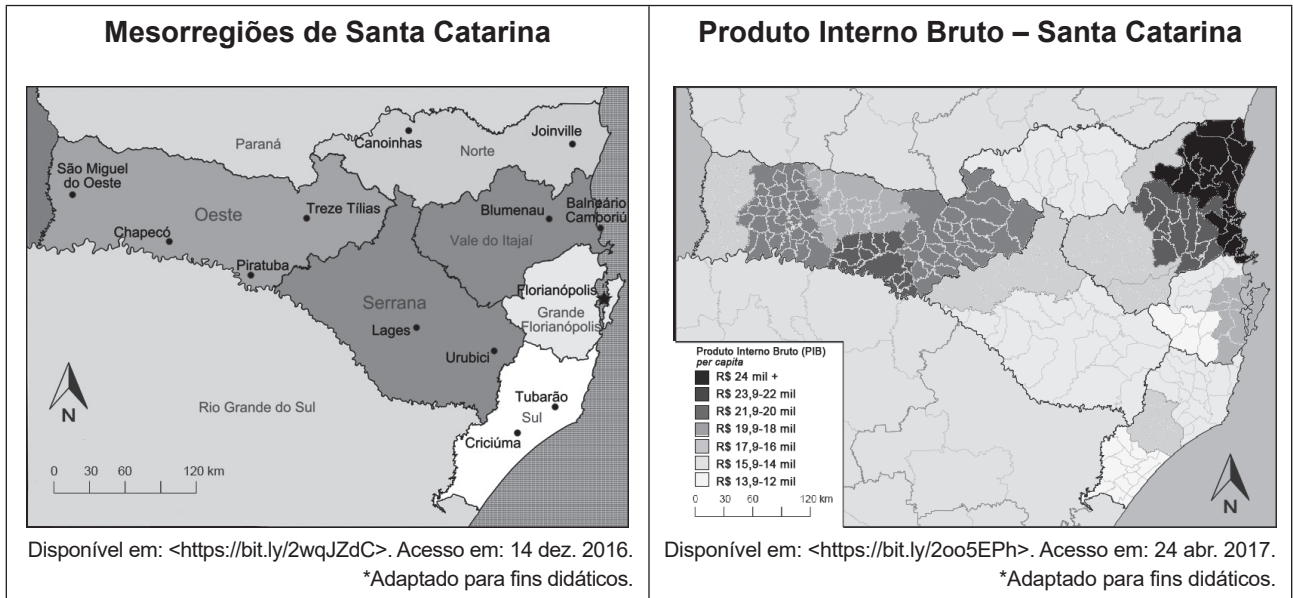 Mesorregiões de Santa Catarina
Paraná
Canoinhas
Norte
Joinville
São Miguel
do Oeste
Oeste
Treze Tílias
Chapecó
Piratuba
Blumenau
Balneário
Camboriú
Vale do Itajaí
Serrana
Lages
Urubici
Florianópolis
Grande
Florianópolis
Tubarão
Sul
Criciúma
Rio Grande do Sul
N
0 30 60 120 km
Disponível em: <https://bit.ly/2wqJZdC>. Acesso em: 14 dez. 2016.
*Adaptado para fins didáticos.
Produto Interno Bruto – Santa Catarina
Produto Interno Bruto (PIB)
per capita
R$ 24 mil +
R$ 23,9-22 mil
R$ 21,9-20 mil
R$ 19,9-18 mil
R$ 17,9-16 mil
R$ 15,9-14 mil
R$ 13,9-12 mil
0 30 60 120 km
N
Disponível em: <https://bit.ly/2oo5EPh>. Acesso em: 24 abr. 2017.
*Adaptado para fins didáticos.